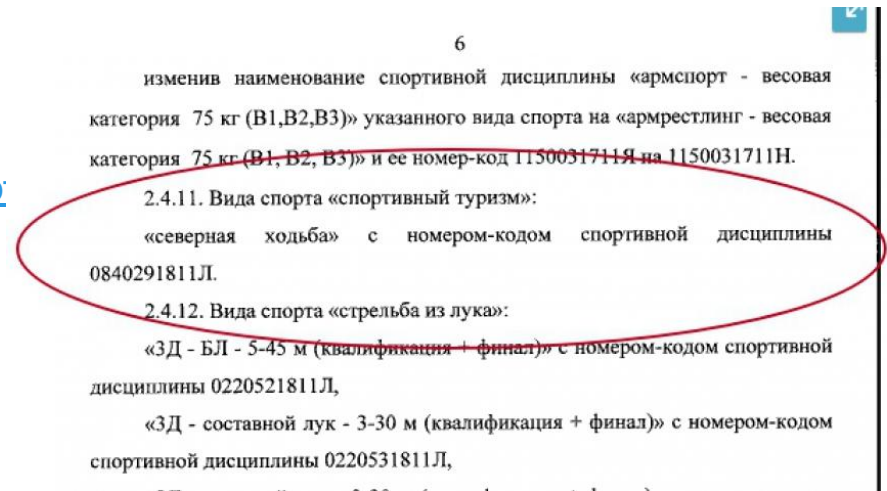 6
изменив наименование спортивной дисциплины «армспорт - весовая
категория 75 кг (В1,В2,В3)» указанного вида спорта на «армрестлинг - весовая
категория 75 кг (В1, В2, В3)» и ее номер-код 1150031711Я на 1150031711Н.
2.4.11. Вида спорта «спортивный туризм»:
«северная ходьба» с номером-кодом спортивной дисциплины
0840291811Л.
2.4.12. Вида спорта «стрельба из лука»:
«3Д - БЛ - 5-45 м (квалификация + финал)» с номером-кодом спортивной
дисциплины 0220521811Л,
«3Д - составной лук - 3-30 м (квалификация + финал)» с номером-кодом
спортивной дисциплины 0220531811Л,